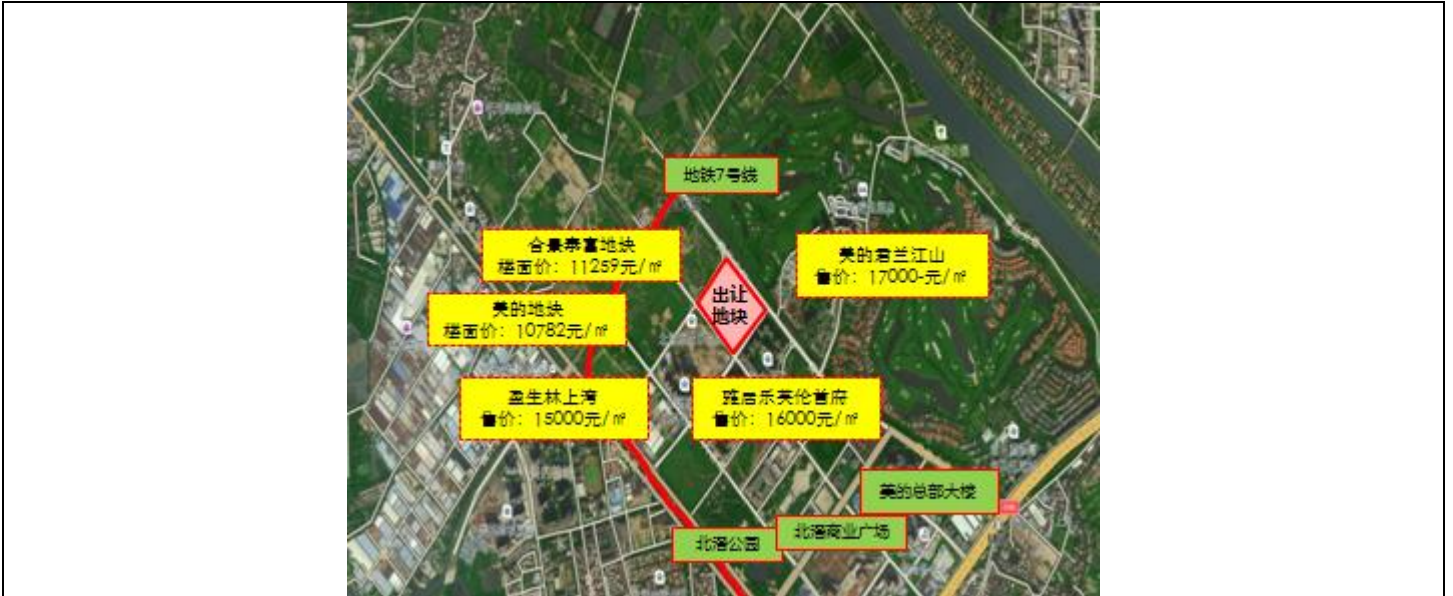 地铁7号线
合景泰富地块
楼面价：11259元/㎡
美的君兰江山
售价：17000-元/㎡
出让
地块
美的地块
楼面价：10782元/㎡
盈生林上湾
售价：15000元/㎡
雅居乐英伦首府
售价：16000元/㎡
美的总部大楼
北滘商业广场
北滘公园